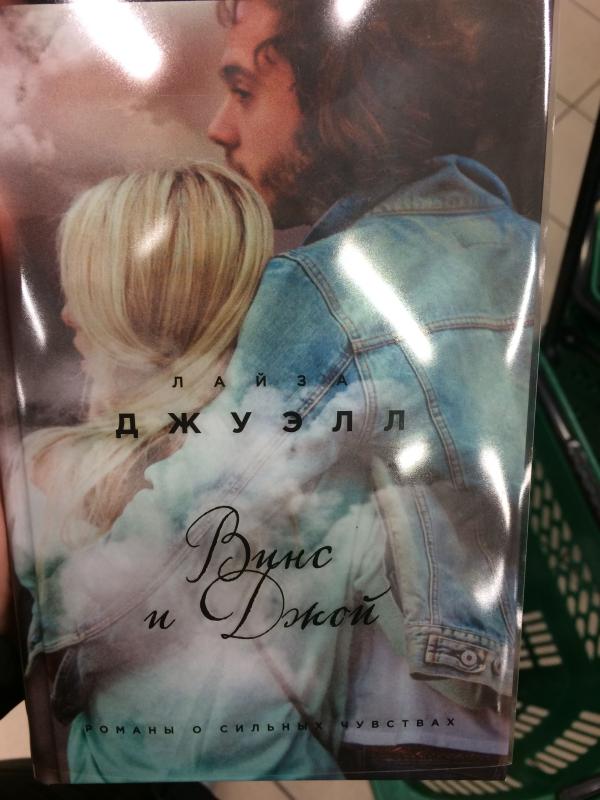 ЛАЙЗА
ДЖУЭЛЛ
Винс
и Джой
РОМАНЫ О СИЛЬНЫХ ЧУВСТВАХ